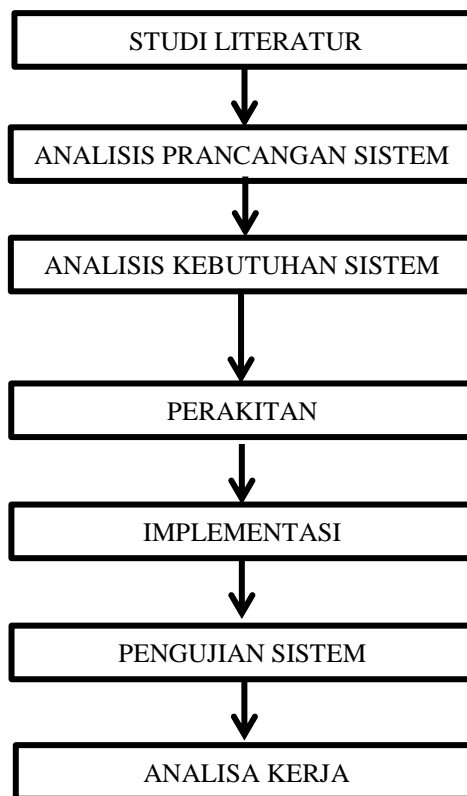 STUDI LITERATUR
ANALISIS PRANCANGAN SISTEM
ANALISIS KEBUTUHAN SISTEM
PERAKITAN
IMPLEMENTASI
PENGUJIAN SISTEM
ANALISA KERJA